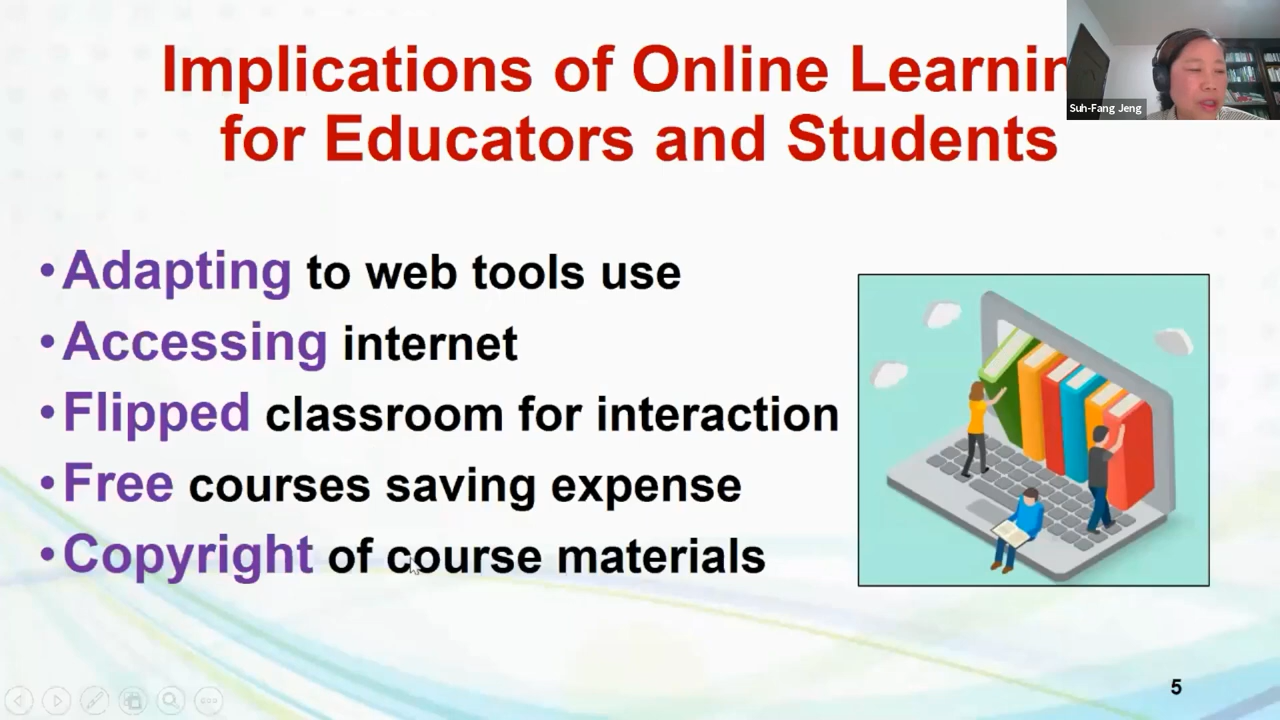 Implications of Online Learnin
for Educators and Students
Suh-Fang Jeng
•Adapting to web tools use
•Accessing internet
•Flipped classroom for interaction
•Free courses saving expense
•Copyright of course materials
5